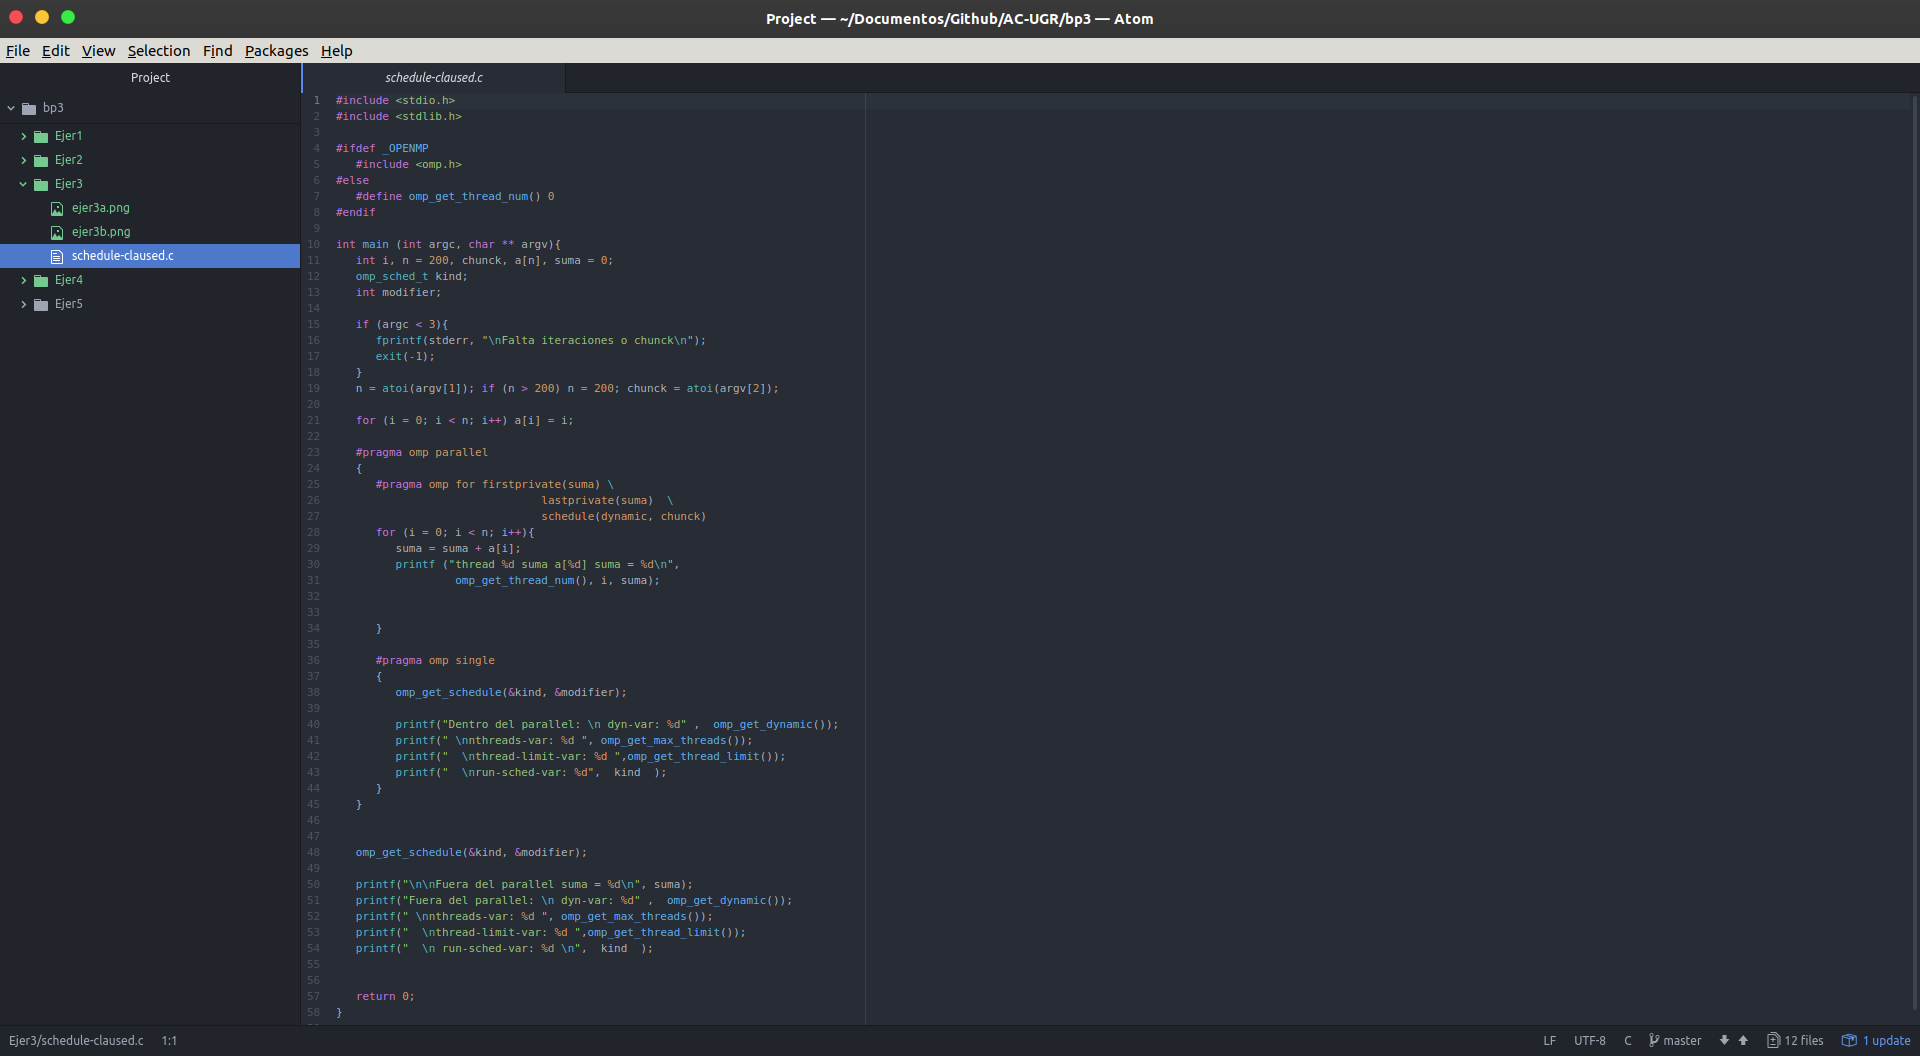 Project — ~/Documentos/Github/AC-UGR/bp3 — Atom
File Edit View Selection Find Packages Help
Project
bp3
Ejer1
Ejer2
Ejer3
ejer3a.png
ejer3b.png
schedule-claused.c
Ejer4
Ejer5
schedule-claused.c
1 #include <stdio.h>
2 #include <stdlib.h>
3
4 #ifdef _OPENMP
5 #include <omp.h>
6 #else
7 #define omp_get_thread_num() 0
8 #endif
9
10 int main (int argc, char ** argv){
11 int i, n = 200, chunck, a[n], suma = 0;
12 omp_sched_t kind;
13 int modifier;
14
15 if (argc < 3){
16 fprintf(stderr, "\nFalta iteraciones o chunck\n");
17 exit(-1);
18 }
19 n = atoi(argv[1]); if (n > 200) n = 200; chunck = atoi(argv[2]);
20
21 for (i = 0; i < n; i++) a[i] = i;
22
23 #pragma omp parallel
24 {
25 #pragma omp for firstprivate(suma) \
26 lastprivate(suma) \
27 schedule(dynamic, chunck)
28 for (i = 0; i < n; i++){
29 suma = suma + a[i];
30 printf ("thread %d suma a[%d] suma = %d\n",
31 omp_get_thread_num(), i, suma);
32
33
34 }
35
36 #pragma omp single
37 {
38 omp_get_schedule(&kind, &modifier);
39
40 printf("Dentro del parallel: \n dyn-var: %d" , omp_get_dynamic());
41 printf(" \nnthreads-var: %d ", omp_get_max_threads());
42 printf("  \nthread-limit-var: %d ",omp_get_thread_limit());
43 printf("  \nrun-sched-var: %d",  kind  );
44 }
45 }
46
47
48 omp_get_schedule(&kind, &modifier);
49
50 printf("\n\nFuera del parallel suma = %d\n", suma);
51 printf("Fuera del parallel: \n dyn-var: %d" ,  omp_get_dynamic());
52 printf(" \nnthreads-var: %d ", omp_get_max_threads());
53 printf("  \nthread-limit-var: %d ",omp_get_thread_limit());
54 printf("  \n run-sched-var: %d \n",  kind  );
55
56
57 return 0;
58 }
Ejer3/schedule-claused.c 1:1 LF UTF-8 C master 12 files 1 update